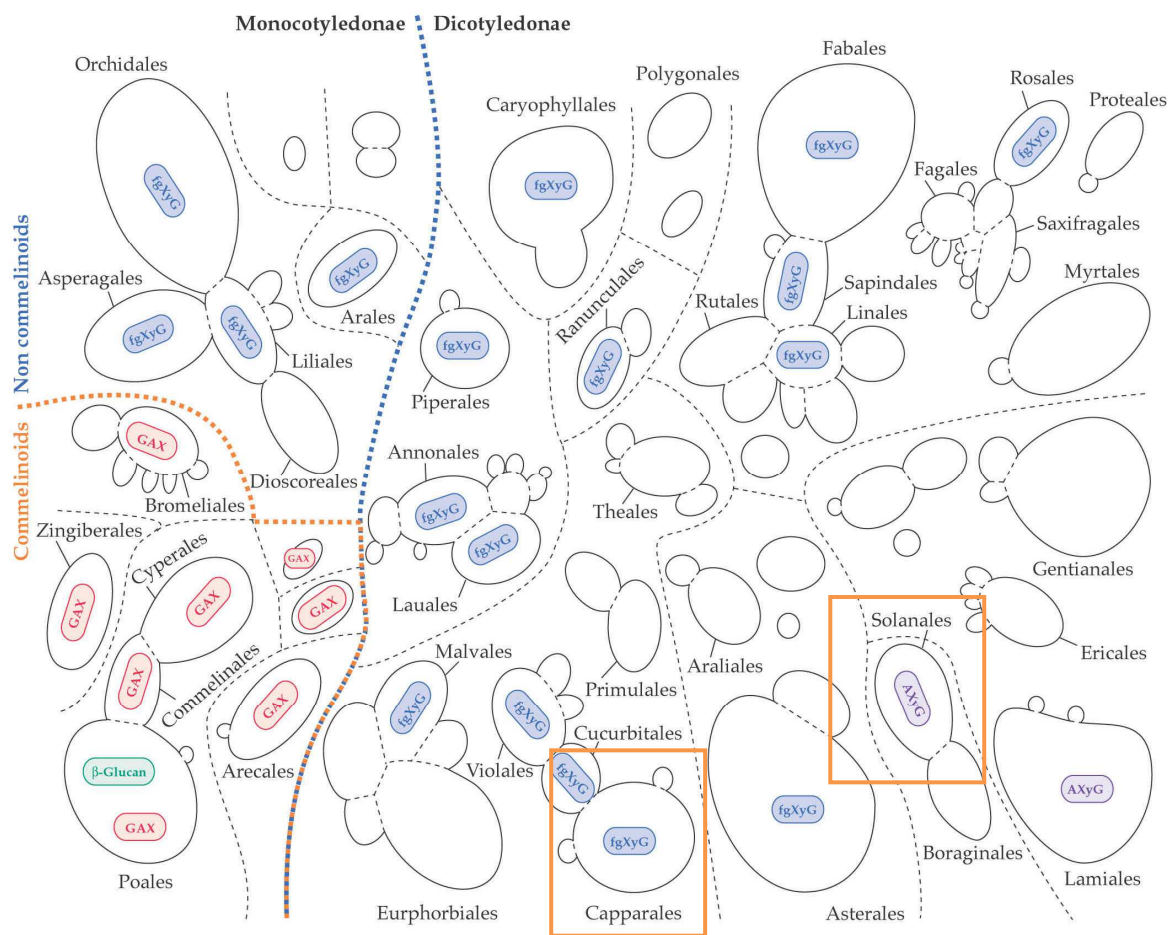 Monocotyledonae
Dicotyledonae
Orchidales
Caryophyllales
Polygonales
Fabales
Rosales
Proteales
fgXyG
fgXyG
fgXyG
fgXyG
Fagales
Saxifragales
Non commelinoids
Asperagales
fgXyG
Arales
fgXyG
fgXyG
Liliales
fgXyG
Piperales
Ranunculales
fgXyG
fgXyG
Sapindales
Rutales
Linales
fgXyG
Myrtales
Commelinoids
GAX
Bromeliales
Dioscoreales
Annonales
fgXyG
fgXyG
Lauales
Theales
Gentianales
Zingiberales
GAX
Cyperales
GAX
GAX
GAX
GAX
Commelinales
GAX
Arecales
β-Glucan
GAX
Poales
Malvales
fgXyG
Violales
fgXyG
Primulales
Araliales
Solanales
AXyG
Ericales
Cucurbitales
fgXyG
fgXyG
fgXyG
AXyG
Boraginales
Lamiales
Eurphorbiales
Capparales
Asterales